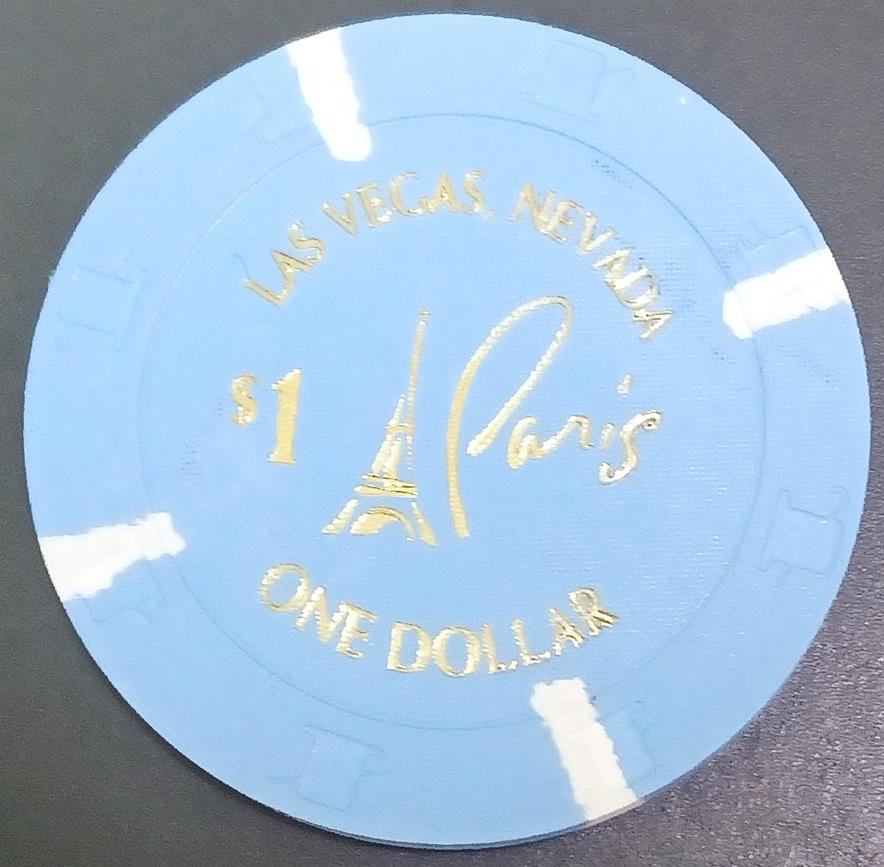 LAS VEGAS, NEVADA
$1
Paris
ONE DOLLAR